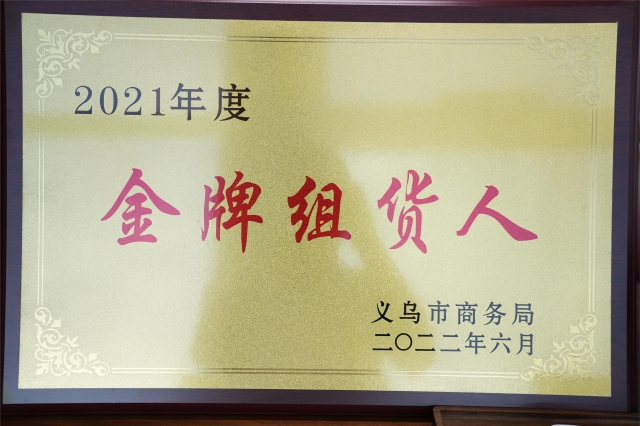 2021年度
金牌组货人
义乌市商务局
二〇二二年六月